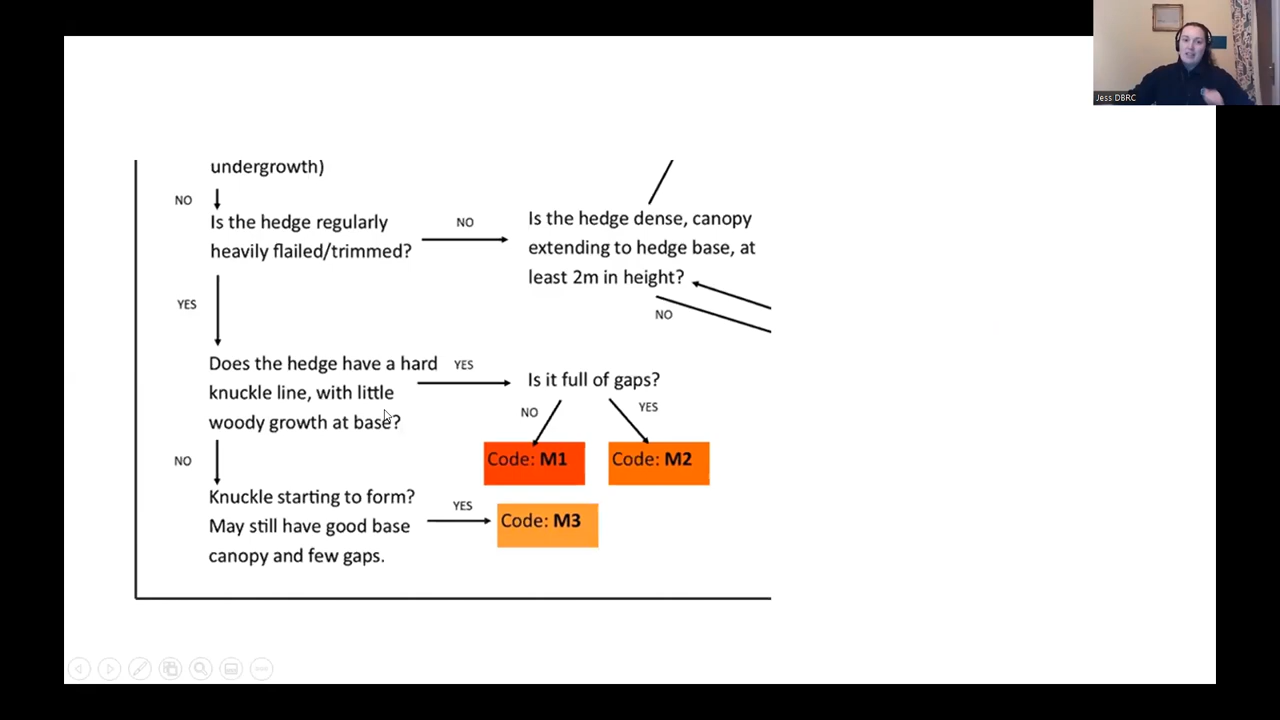 Jess DBRC
undergrowth)
NO
Is the hedge regularly
heavily flailed/trimmed?
NO
Is the hedge dense, canopy
extending to hedge base, at
least 2m in height?
NO
YES
Does the hedge have a hard
knuckle line, with little
woody growth at base?
YES
Is it full of gaps?
NO
YES
Code: M1
Code: M2
NO
Knuckle starting to form?
May still have good base
canopy and few gaps.
YES
Code: M3